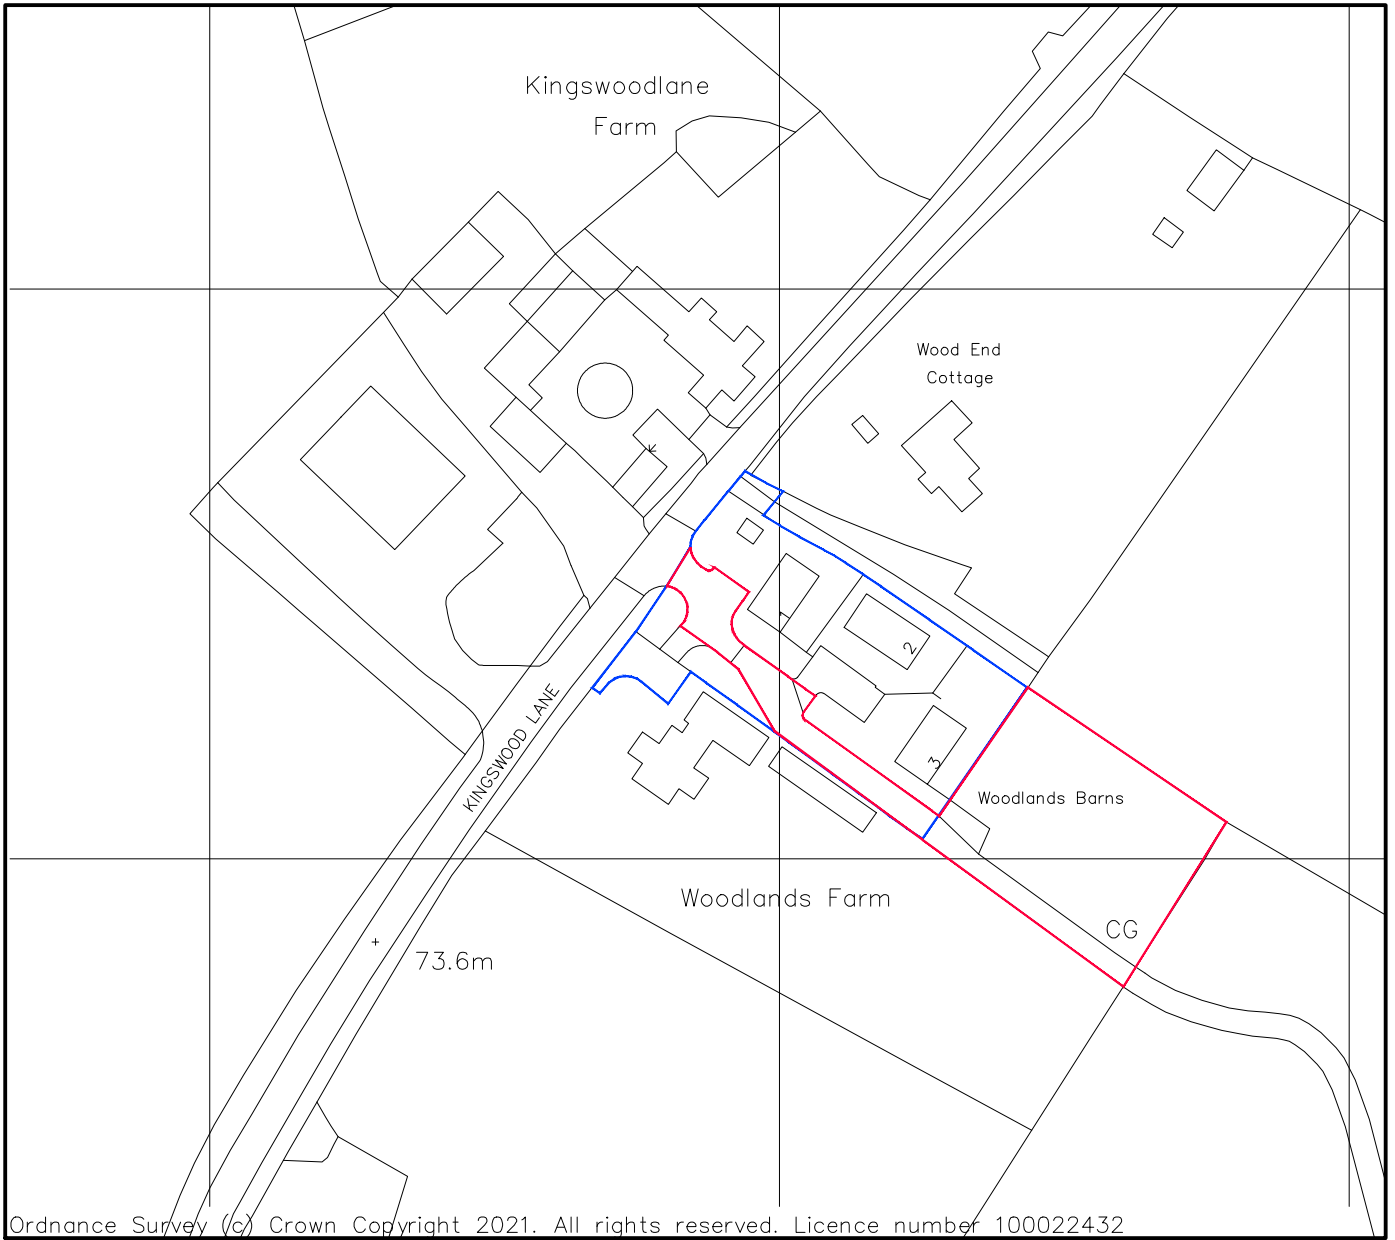 Kingswoodlane
Farm
Wood End
Cottage
1
2
3
KINGSWOOD LANE
Woodlands Barns
Woodlands Farm
CG
73.6m
Ordnance Survey (c) Crown Copyright 2021. All rights reserved. Licence number 100022432